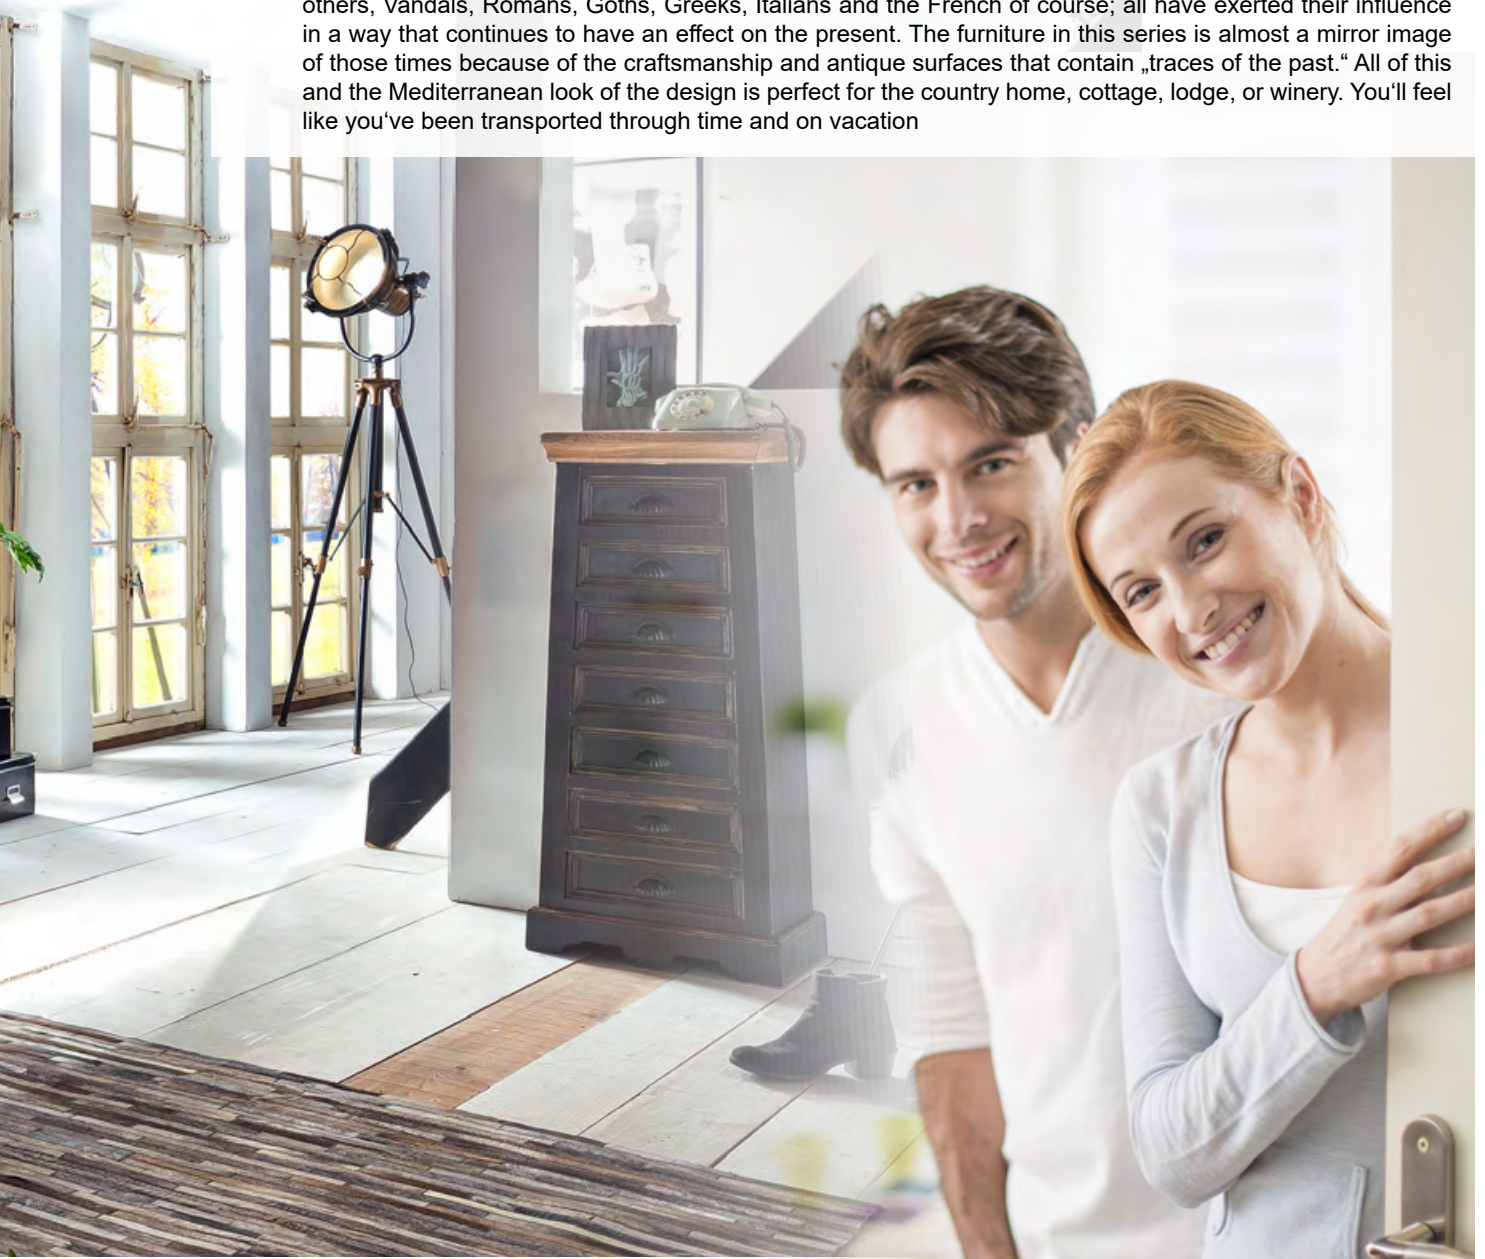 others, Vandals, Romans, Goths, Greeks, Italians and the French of course; all have exerted their influence
in a way that continues to have an effect on the present. The furniture in this series is almost a mirror image
of those times because of the craftsmanship and antique surfaces that contain „traces of the past.“ All of this
and the Mediterranean look of the design is perfect for the country home, cottage, lodge, or winery. You‘ll feel
like you‘ve been transported through time and on vacation